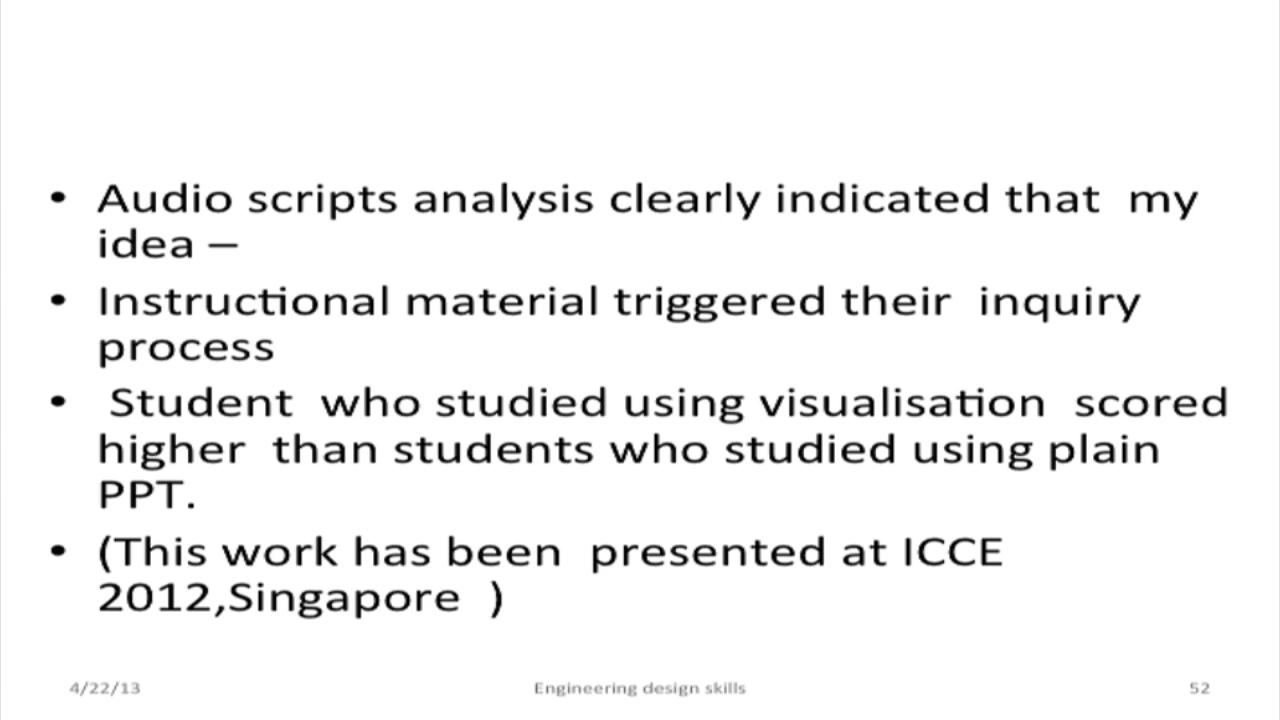 • Audio scripts analysis clearly indicated that my
idea –
• Instructional material triggered their inquiry
process
• Student who studied using visualisation scored
higher than students who studied using plain
PPT.
• (This work has been presented at ICCE
2012,Singapore )
4/22/13 Engineering design skills 52